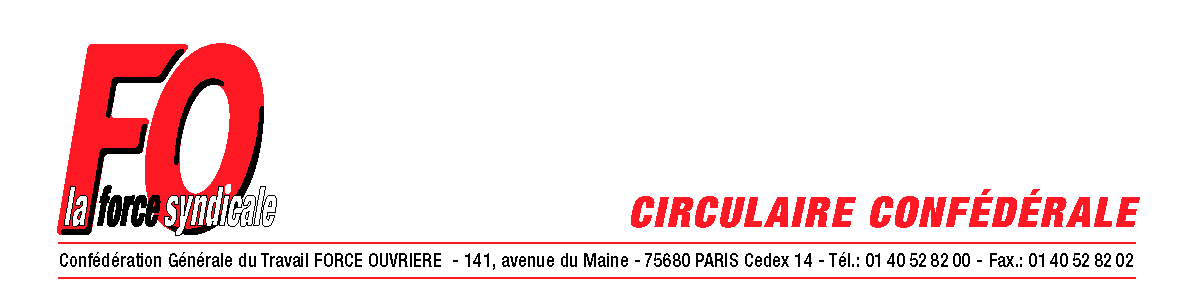 FO
la force syndicale
CIRCULAIRE CONFÉDÉRALE
Confédération Générale du Travail FORCE OUVRIERE - 141, avenue du Maine - 75680 PARIS Cedex 14 - Tél.: 01 40 52 82 00 - Fax.: 01 40 52 82 02